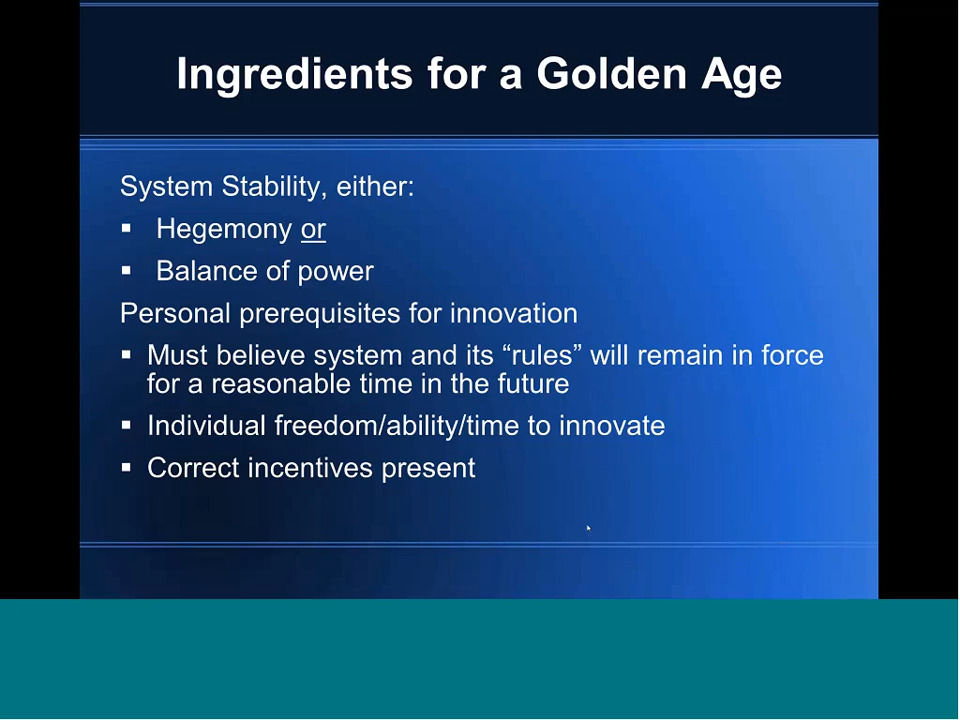 Ingredients for a Golden Age
System Stability, either:
▪ Hegemony or
▪ Balance of power
Personal prerequisites for innovation
▪ Must believe system and its “rules” will remain in force
for a reasonable time in the future
▪ Individual freedom/ability/time to innovate
▪ Correct incentives present